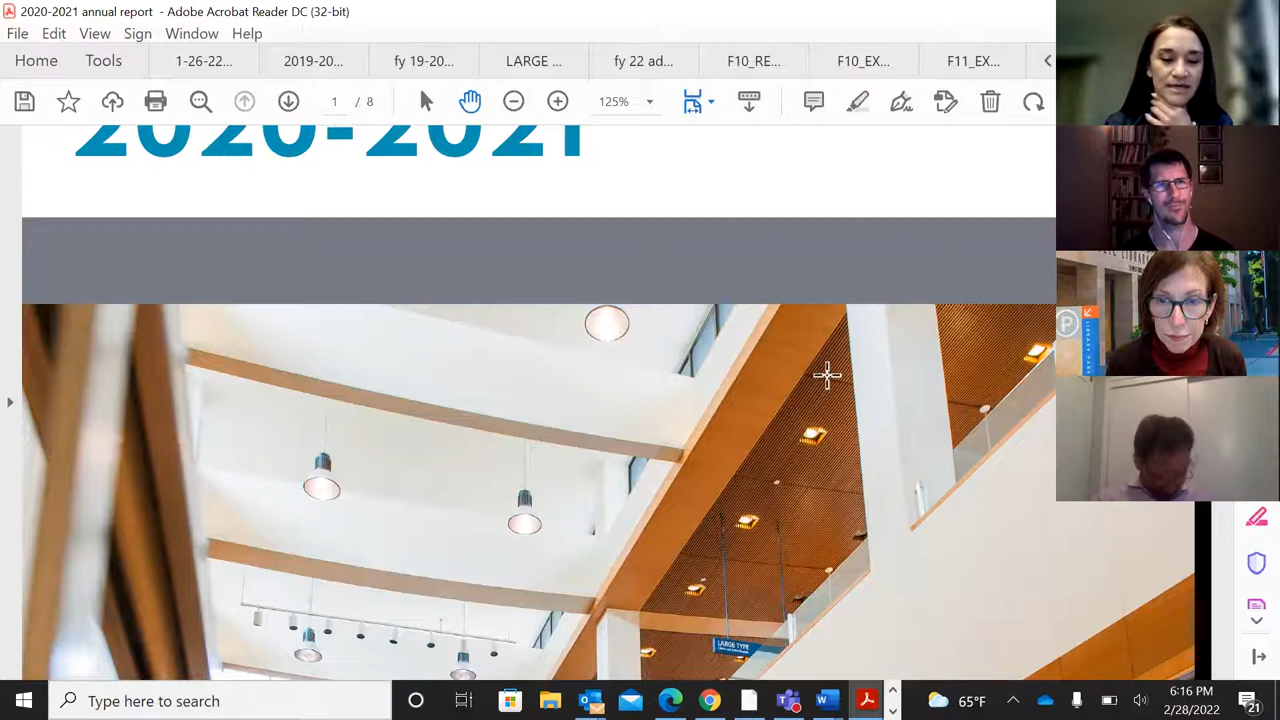 2020-2021 annual report - Adobe Acrobat Reader DC (32-bit)
File Edit View Sign Window Help
Home Tools 1-26-22... 2019-20... fy 19-20... LARGE ... fy 22 ad... F10_RE... F10_EX... F11_EX...
1 / 8 125%
2020-2021
P
LARGE TYPE
Type here to search
65°F
6:16 PM
2/28/2022
21